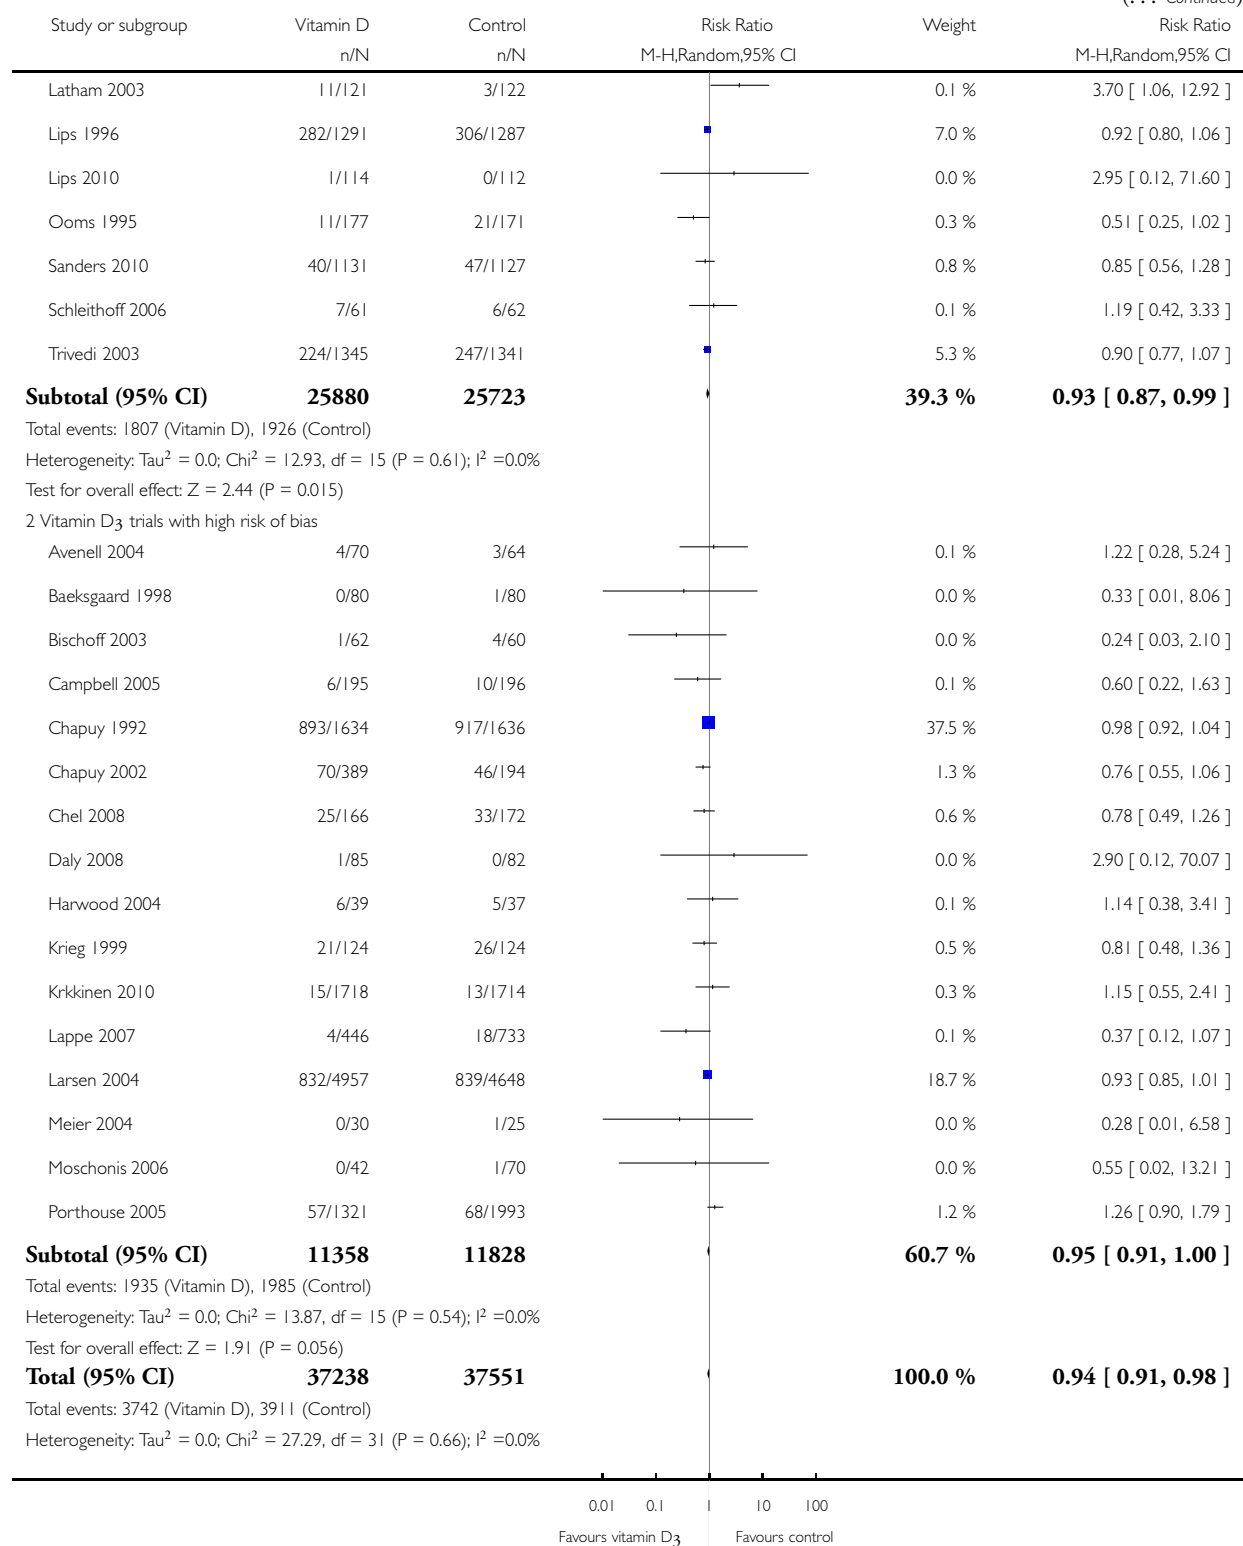 (... Continued)
Study or subgroup Vitamin D Control Risk Ratio Weight Risk Ratio
n/N n/N M-H,Random,95% CI M-H,Random,95% CI
Latham 2003 11/121 3/122 0.1 % 3.70 [ 1.06, 12.92 ]
Lips 1996 282/1291 306/1287 7.0 % 0.92 [ 0.80, 1.06 ]
Lips 2010 1/114 0/112 0.0 % 2.95 [ 0.12, 71.60 ]
Ooms 1995 11/177 21/171 0.3 % 0.51 [ 0.25, 1.02 ]
Sanders 2010 40/1131 47/1127 0.8 % 0.85 [ 0.56, 1.28 ]
Schleithoff 2006 7/61 6/62 0.1 % 1.19 [ 0.42, 3.33 ]
Trivedi 2003 224/1345 247/1341 5.3 % 0.90 [ 0.77, 1.07 ]
Subtotal (95% CI) 25880 25723 39.3 % 0.93 [ 0.87, 0.99 ]
Total events: 1807 (Vitamin D), 1926 (Control)
Heterogeneity: Tau² = 0.0; Chi² = 12.93, df = 15 (P = 0.61); I² =0.0%
Test for overall effect: Z = 2.44 (P = 0.015)
2 Vitamin D3 trials with high risk of bias
Avenell 2004 4/70 3/64 0.1 % 1.22 [ 0.28, 5.24 ]
Baeksgaard 1998 0/80 1/80 0.0 % 0.33 [ 0.01, 8.06 ]
Bischoff 2003 1/62 4/60 0.0 % 0.24 [ 0.03, 2.10 ]
Campbell 2005 6/195 10/196 0.1 % 0.60 [ 0.22, 1.63 ]
Chapuy 1992 893/1634 917/1636 37.5 % 0.98 [ 0.92, 1.04 ]
Chapuy 2002 70/389 46/194 1.3 % 0.76 [ 0.55, 1.06 ]
Chel 2008 25/166 33/172 0.6 % 0.78 [ 0.49, 1.26 ]
Daly 2008 1/85 0/82 0.0 % 2.90 [ 0.12, 70.07 ]
Harwood 2004 6/39 5/37 0.1 % 1.14 [ 0.38, 3.41 ]
Krieg 1999 21/124 26/124 0.5 % 0.81 [ 0.48, 1.36 ]
Krkkinen 2010 15/1718 13/1714 0.3 % 1.15 [ 0.55, 2.41 ]
Lappe 2007 4/446 18/733 0.1 % 0.37 [ 0.12, 1.07 ]
Larsen 2004 832/4957 839/4648 18.7 % 0.93 [ 0.85, 1.01 ]
Meier 2004 0/30 1/25 0.0 % 0.28 [ 0.01, 6.58 ]
Moschonis 2006 0/42 1/70 0.0 % 0.55 [ 0.02, 13.21 ]
Porthouse 2005 57/1321 68/1993 1.2 % 1.26 [ 0.90, 1.79 ]
Subtotal (95% CI) 11358 11828 60.7 % 0.95 [ 0.91, 1.00 ]
Total events: 1935 (Vitamin D), 1985 (Control)
Heterogeneity: Tau² = 0.0; Chi² = 13.87, df = 15 (P = 0.54); I² =0.0%
Test for overall effect: Z = 1.91 (P = 0.056)
Total (95% CI) 37238 37551 100.0 % 0.94 [ 0.91, 0.98 ]
Total events: 3742 (Vitamin D), 3911 (Control)
Heterogeneity: Tau² = 0.0; Chi² = 27.29, df = 31 (P = 0.66); I² =0.0%
0.01 0.1 1 10 100
Favours vitamin D3 Favours control